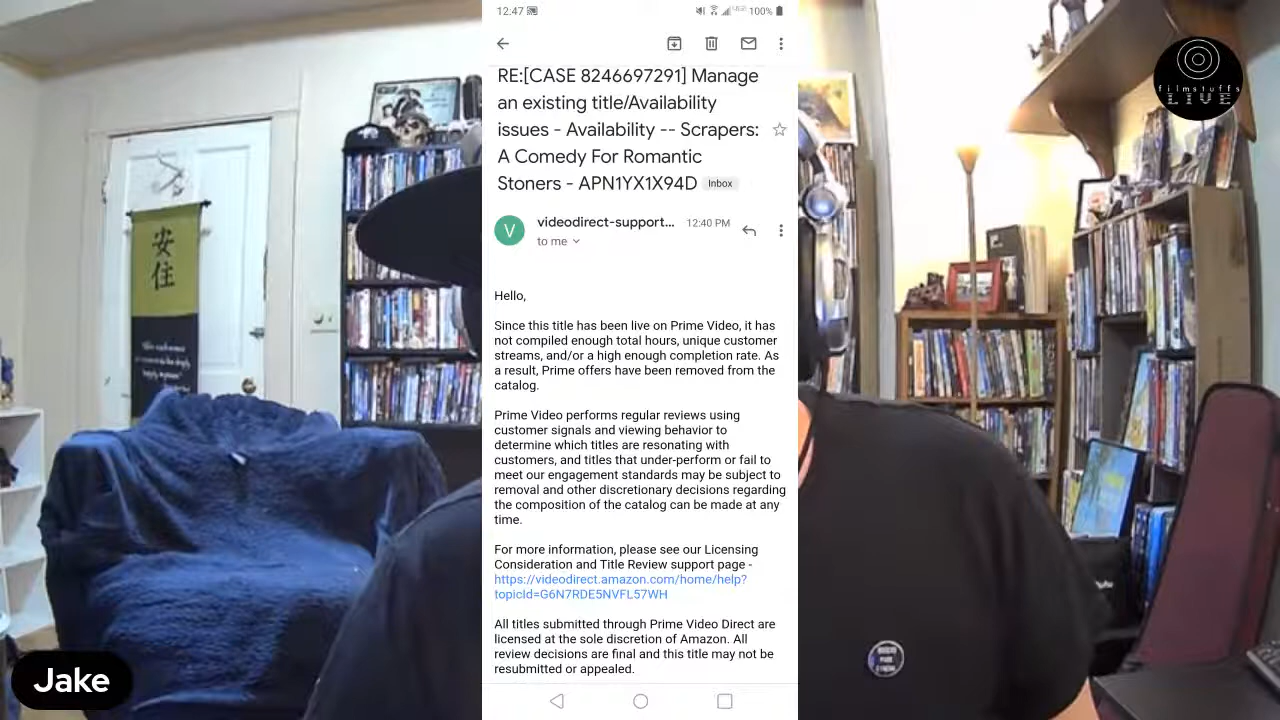 12:47
100%
RE:[CASE 8246697291] Manage
an existing title/Availability
issues - Availability -- Scrapers:
A Comedy For Romantic
Stoners - APN1YX1X94D Inbox
V
videodirect-support... 12:40 PM
to me
Hello,
Since this title has been live on Prime Video, it has
not compiled enough total hours, unique customer
streams, and/or a high enough completion rate. As
a result, Prime offers have been removed from the
catalog.
Prime Video performs regular reviews using
customer signals and viewing behavior to
determine which titles are resonating with
customers, and titles that under-perform or fail to
meet our engagement standards may be subject to
removal and other discretionary decisions regarding
the composition of the catalog can be made at any
time.
For more information, please see our Licensing
Consideration and Title Review support page -
https://videodirect.amazon.com/home/help?
topicId=G6N7RDE5NVFL57WH
All titles submitted through Prime Video Direct are
licensed at the sole discretion of Amazon. All
review decisions are final and this title may not be
resubmitted or appealed.
filmstuffs
LIVE
安
住
Jake